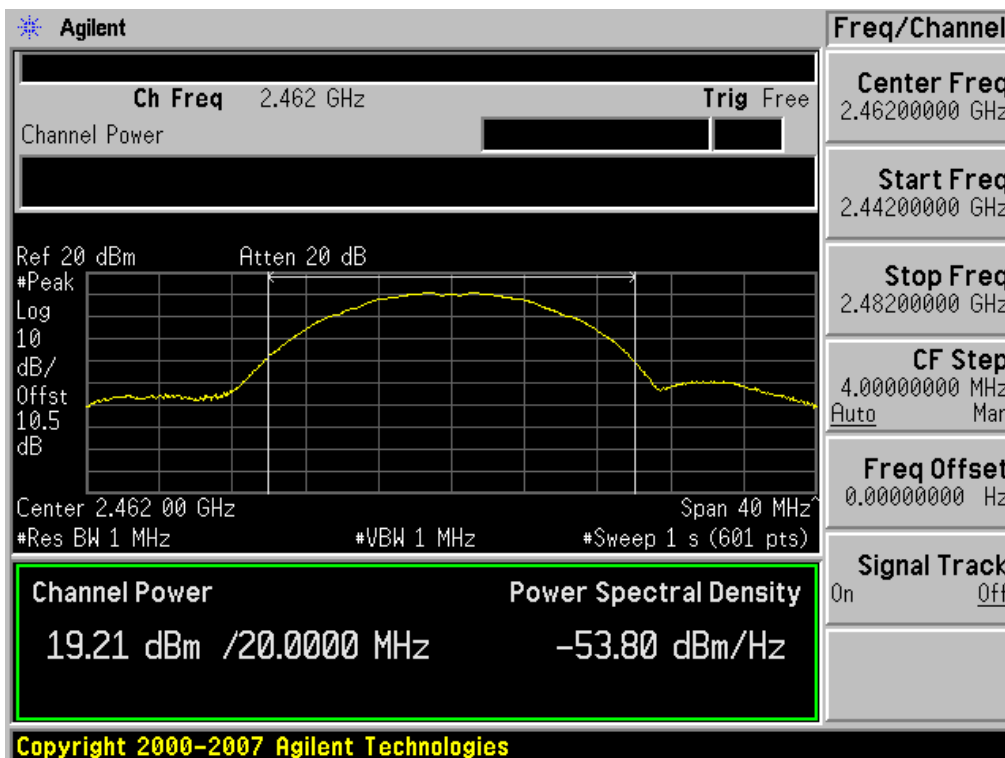 Agilent
Freq/Channel
Ch Freq 2.462 GHz Trig Free
Channel Power
Center Freq
2.46200000 GHz
Start Freq
2.44200000 GHz
Stop Freq
2.48200000 GHz
CF Step
4.00000000 MHz
Auto Man
Freq Offset
0.00000000 Hz
Signal Track
On Off
Ref 20 dBm Atten 20 dB
#Peak
Log
10
dB/
Offst
10.5
dB
Center 2.462 00 GHz Span 40 MHz^
#Res BW 1 MHz #VBW 1 MHz #Sweep 1 s (601 pts)
Channel Power Power Spectral Density
19.21 dBm /20.0000 MHz -53.80 dBm/Hz
Copyright 2000-2007 Agilent Technologies